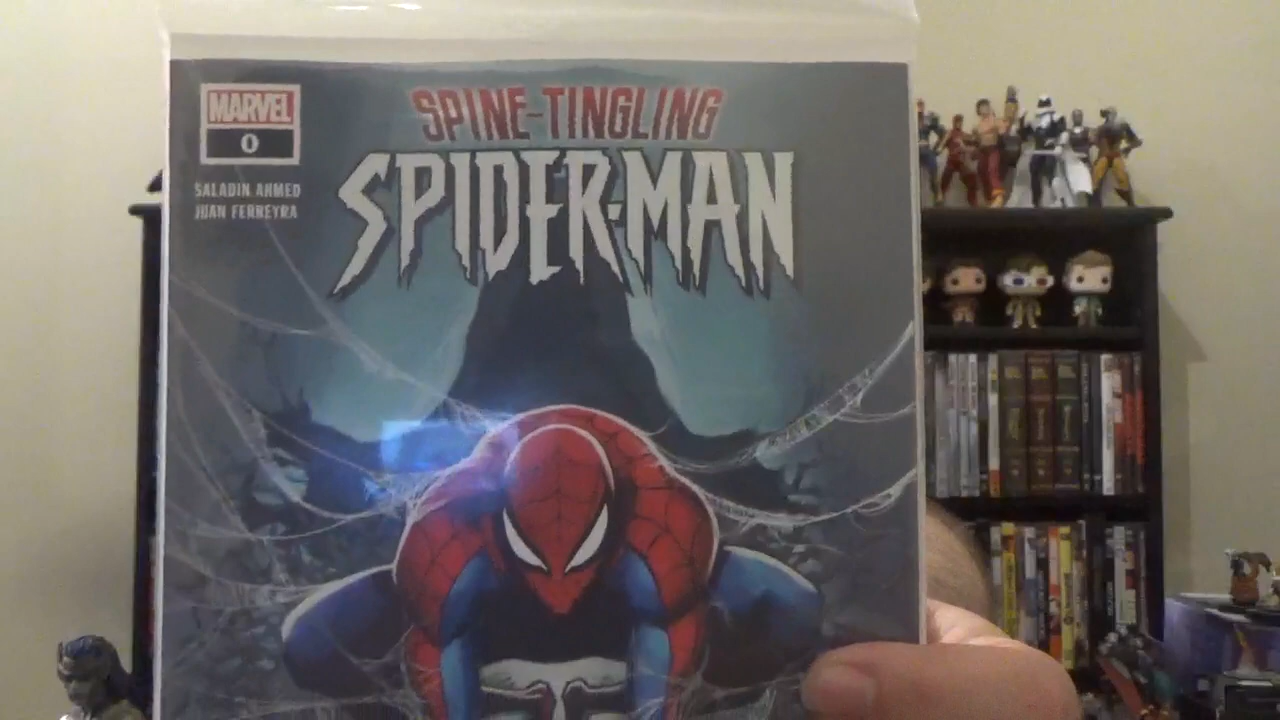 MARVEL
0
SALADIN AHMED
JUAN FERREYRA
SPINE-TINGLING
SPIDER-MAN